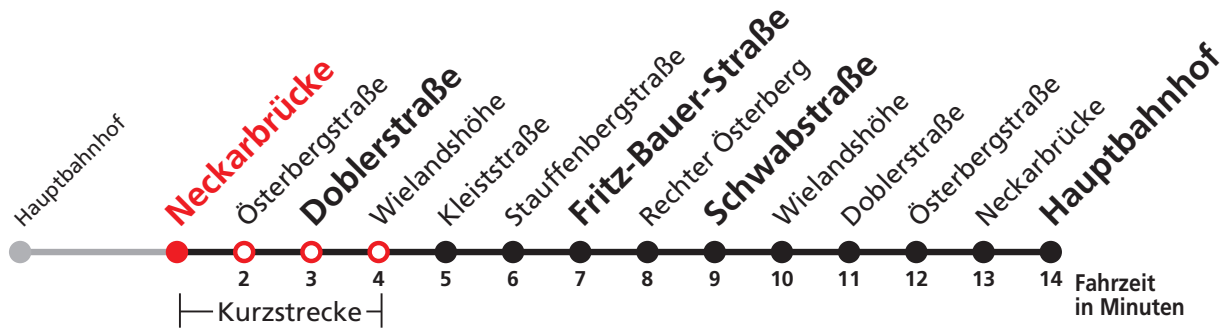 Hauptbahnhof
Neckarbrücke
Österbergstraße
Doblerstraße
Wielandshöhe
Kleiststraße
Stauffenbergstraße
Fritz-Bauer-Straße
Rechter Österberg
Schwabstraße
Wielandshöhe
Doblerstraße
Österbergstraße
Neckarbrücke
Hauptbahnhof
2 3 4 5 6 7 8 9 10 11 12 13 14 Fahrzeit
in Minuten
Kurzstrecke